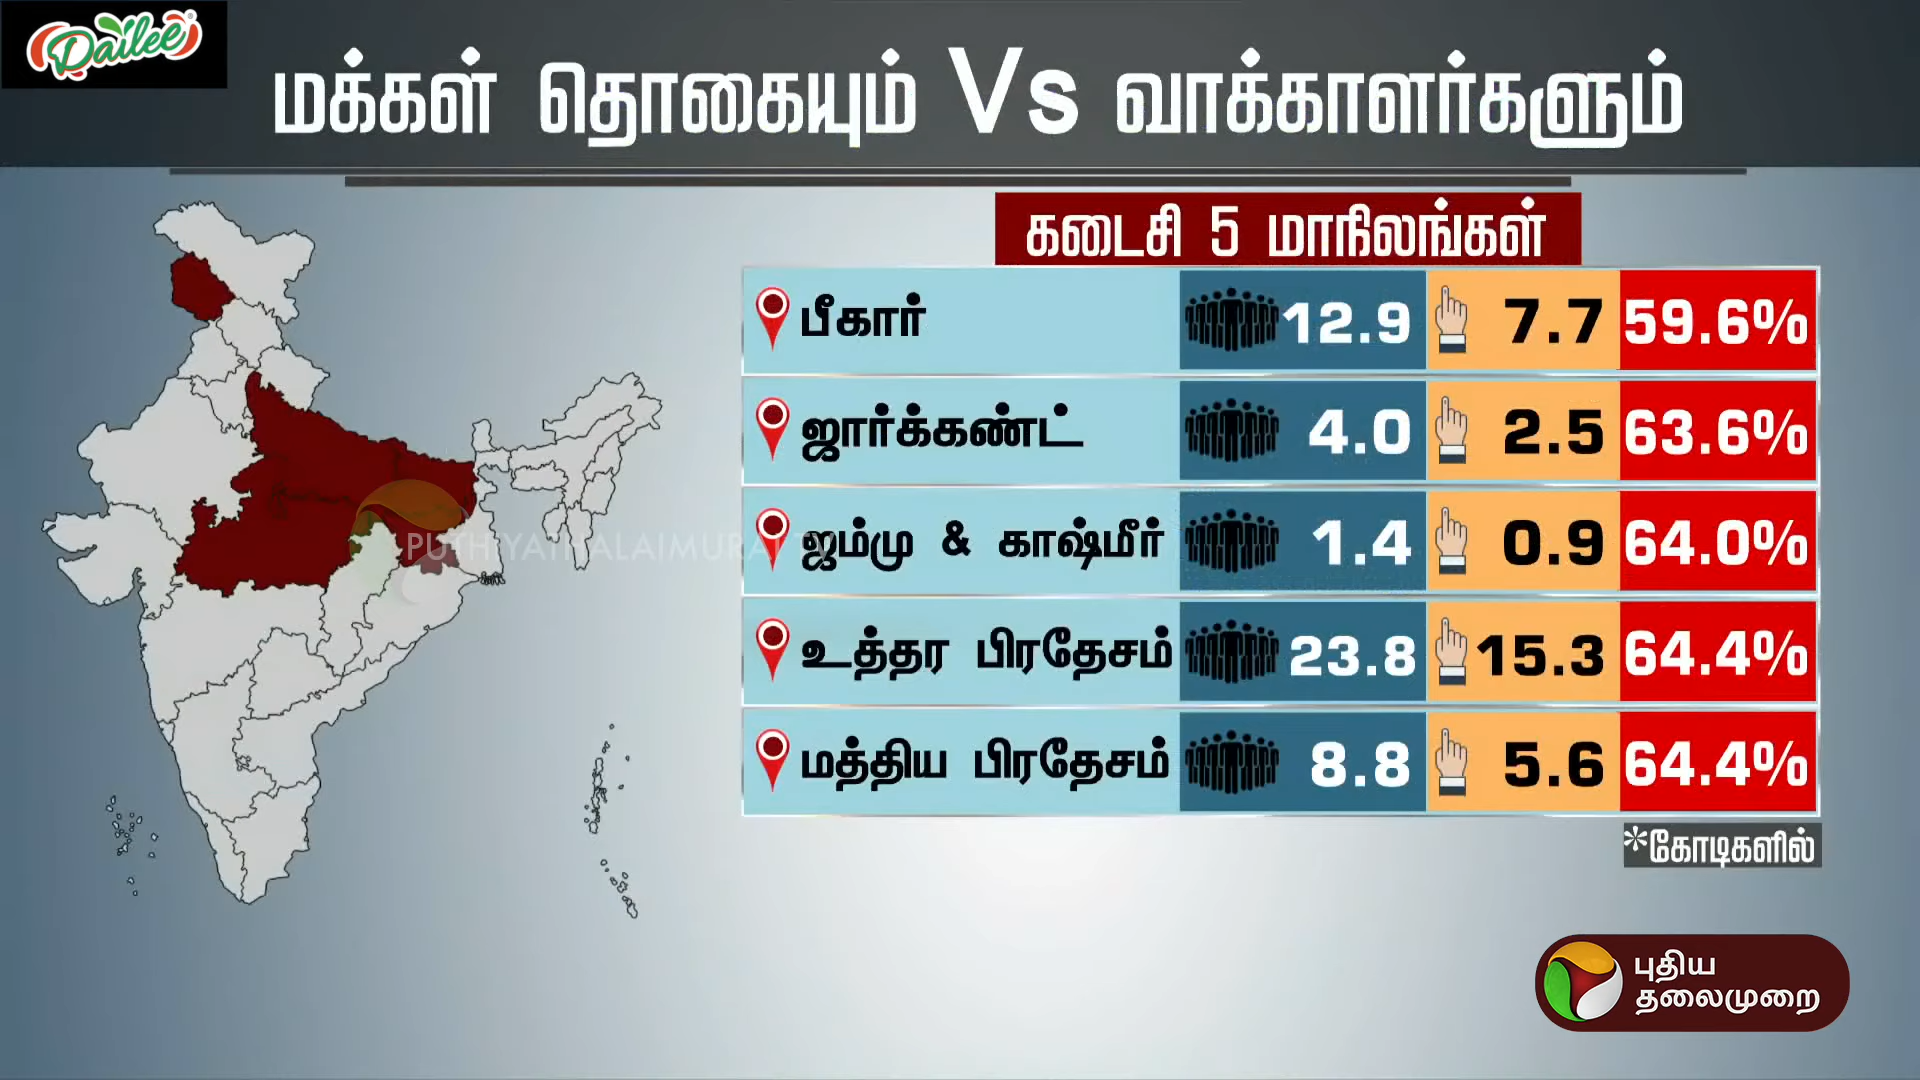 Dailee
மக்கள் தொகையும் Vs வாக்காளர்களும்
கடைசி 5 மாநிலங்கள்
பீகார் 12.9 7.7 59.6%
ஜார்க்கண்ட் 4.0 2.5 63.6%
ஜம்மு & காஷ்மீர் 1.4 0.9 64.0%
உத்தர பிரதேசம் 23.8 15.3 64.4%
மத்திய பிரதேசம் 8.8 5.6 64.4%
*கோடிகளில்
PUTHIYATHALAIMURAI TV
புதிய
தலைமுறை